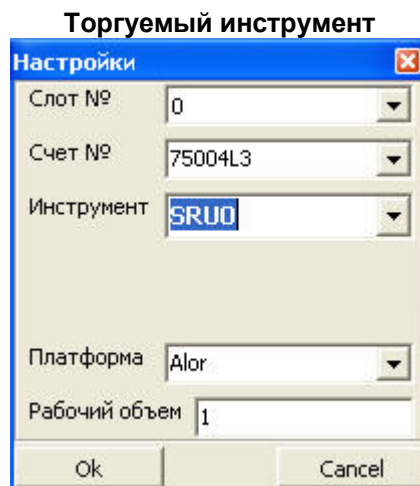 Торгуемый инструмент
Настройки
Слот № 0
Счет № 75004L3
Инструмент SRU0
Платформа Alor
Рабочий объем 1
Ok Cancel